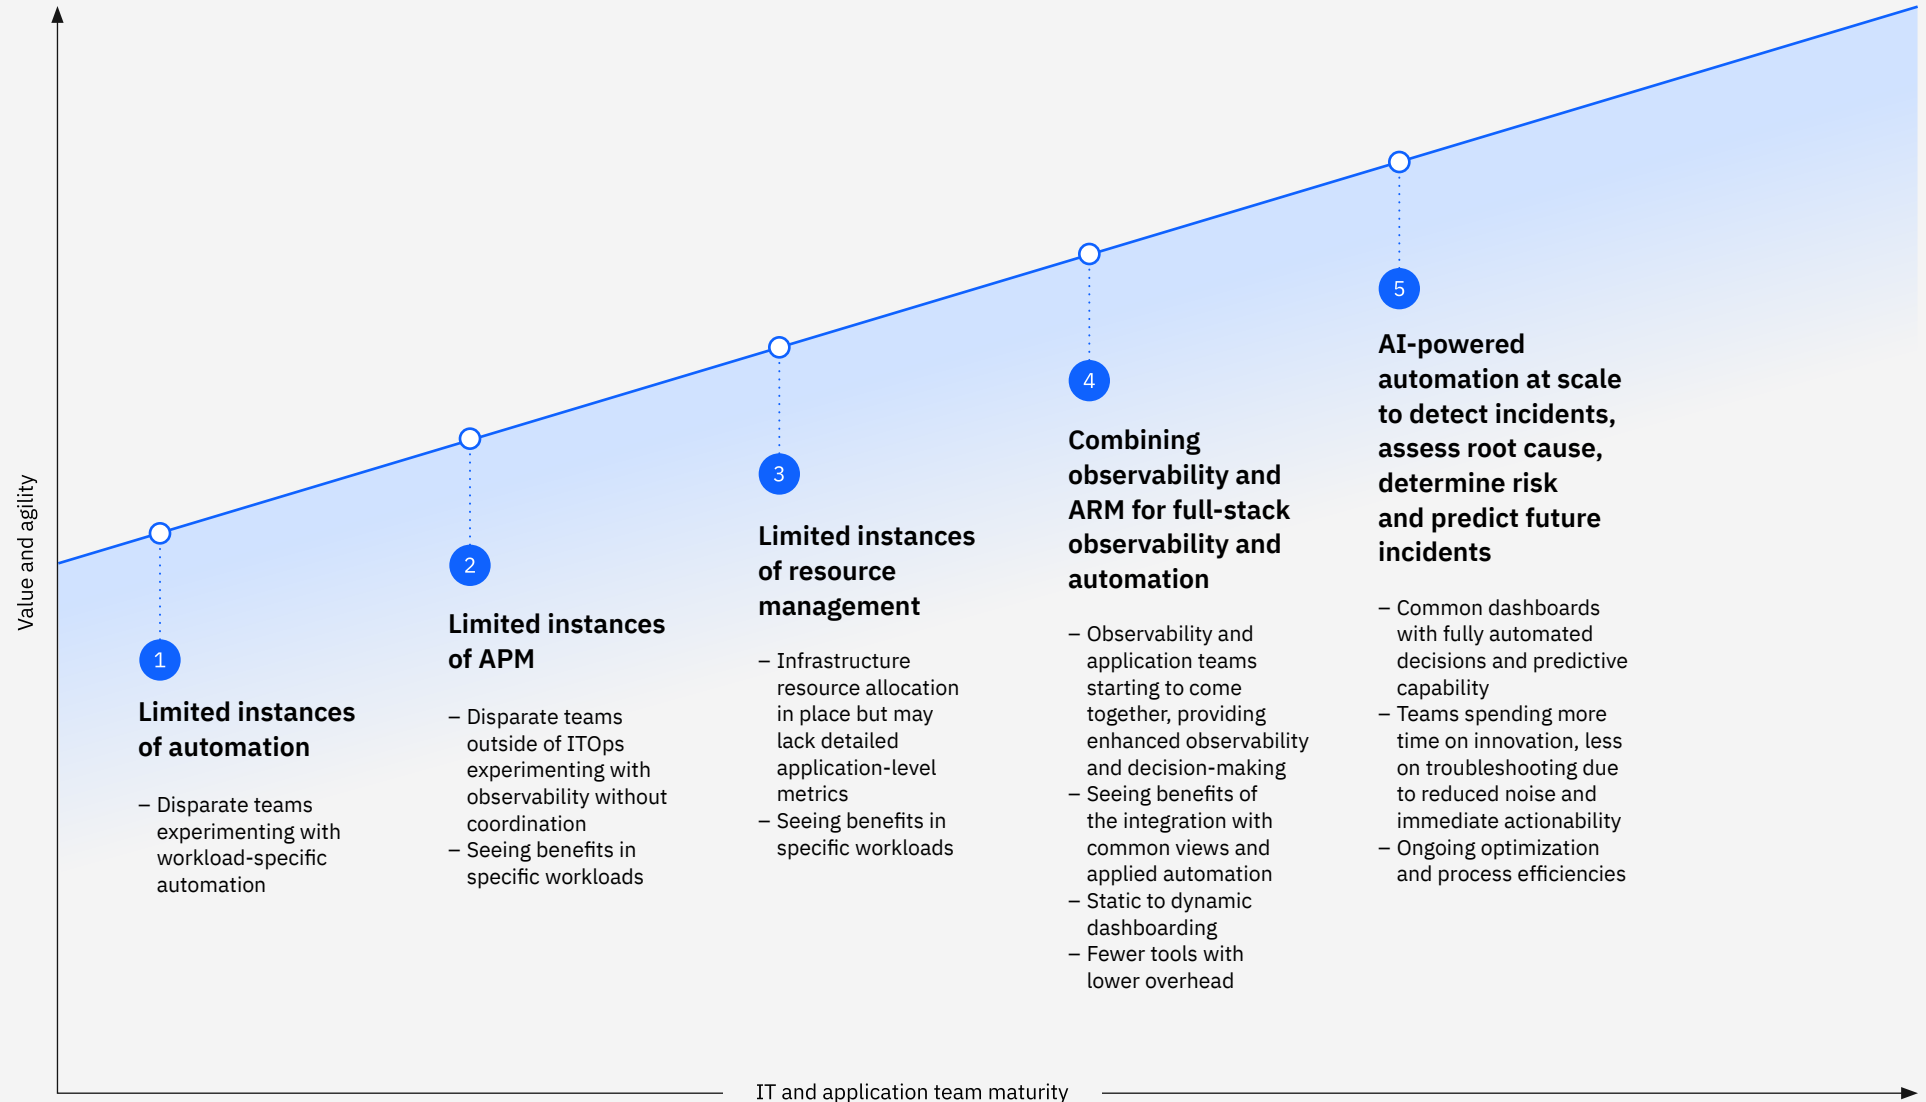 Value and agility
1
Limited instances
of automation
– Disparate teams
experimenting with
workload-specific
automation
2
Limited instances
of APM
– Disparate teams
outside of ITOps
experimenting with
observability without
coordination
– Seeing benefits in
specific workloads
3
Limited instances
of resource
management
– Infrastructure
resource allocation
in place but may
lack detailed
application-level
metrics
– Seeing benefits in
specific workloads
4
Combining
observability and
ARM for full-stack
observability and
automation
– Observability and
application teams
starting to come
together, providing
enhanced observability
and decision-making
– Seeing benefits of
the integration with
common views and
applied automation
– Static to dynamic
dashboarding
– Fewer tools with
lower overhead
5
AI-powered
automation at scale
to detect incidents,
assess root cause,
determine risk
and predict future
incidents
– Common dashboards
with fully automated
decisions and predictive
capability
– Teams spending more
time on innovation, less
on troubleshooting due
to reduced noise and
immediate actionability
– Ongoing optimization
and process efficiencies
IT and application team maturity